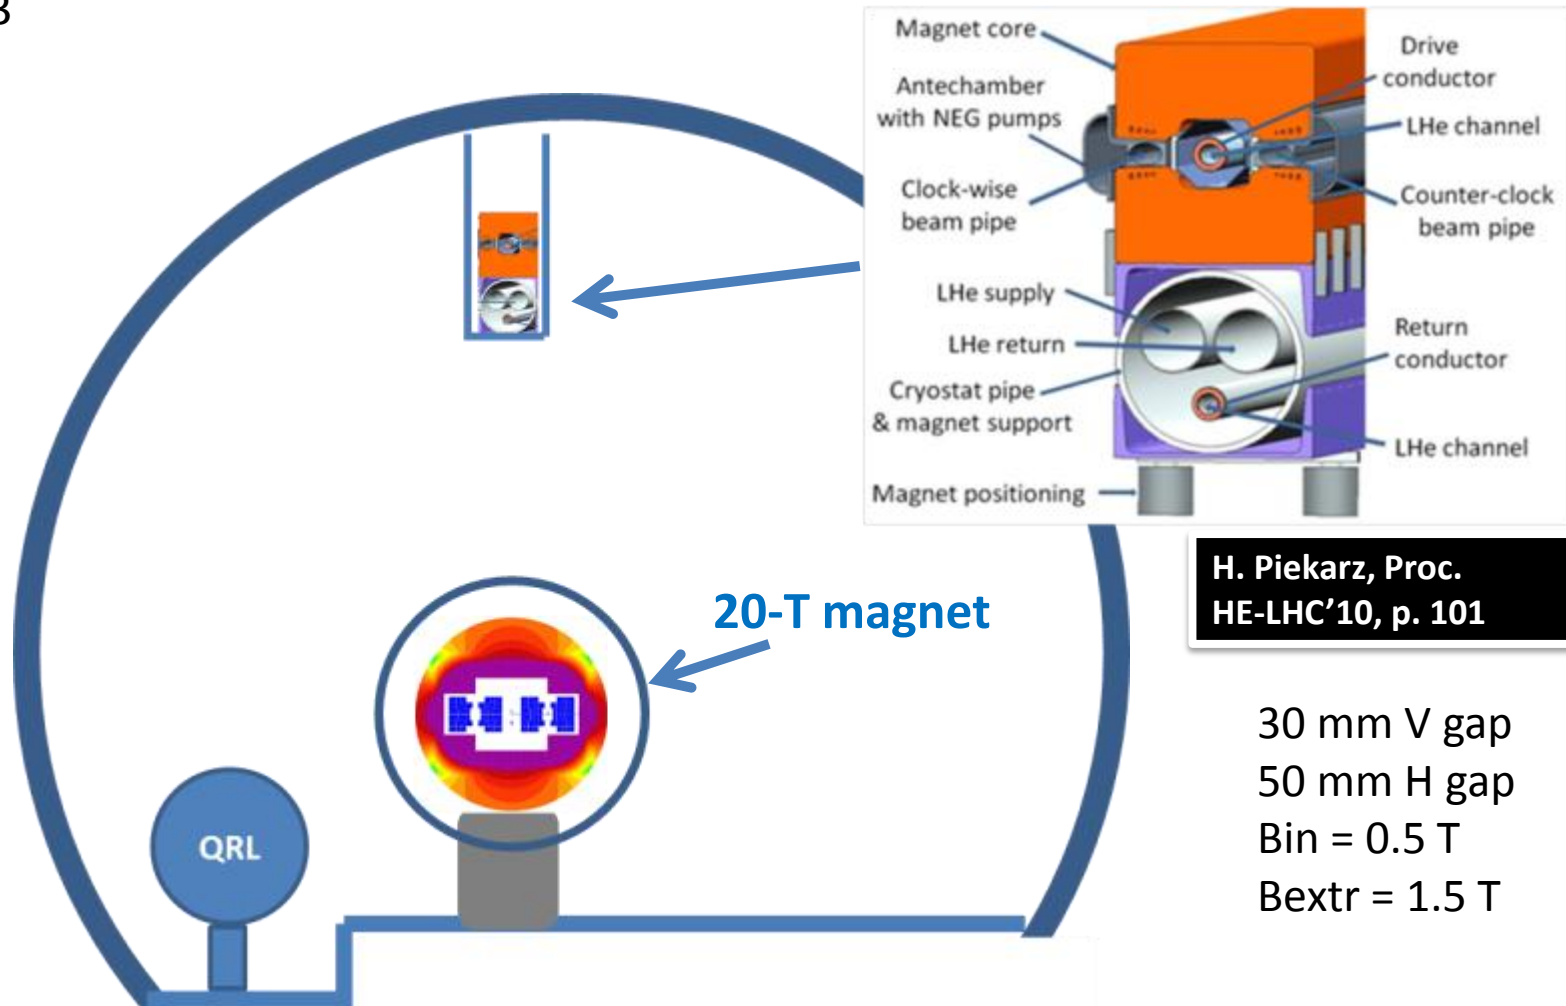 Magnet core
Antechamber
with NEG pumps
Clock-wise
beam pipe
LHe supply
LHe return
Cryostat pipe
& magnet support
Magnet positioning
Drive
conductor
LHe channel
Counter-clock
beam pipe
Return
conductor
LHe channel
H. Piekarz, Proc.
HE-LHC’10, p. 101
20-T magnet
30 mm V gap
50 mm H gap
Bin = 0.5 T
Bextr = 1.5 T
QRL